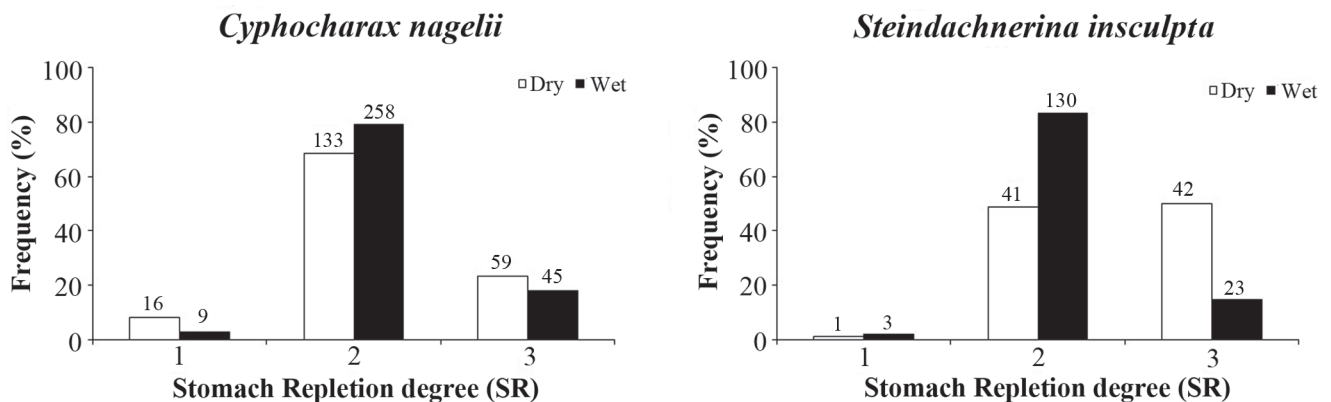 Cyphocharax nagelii
100
80
60
40
20
0
Frequency (%)
Dry Wet
16
9
133
258
59
45
1 2 3
Stomach Repletion degree (SR)
Steindachnerina insculpta
100
80
60
40
20
0
Frequency (%)
Dry Wet
1
3
41
130
42
23
1 2 3
Stomach Repletion degree (SR)